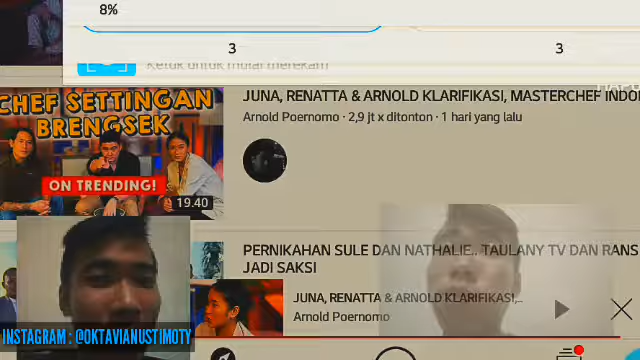 8%
3
3
Ketuk untuk mulai merekam
CHEF SETTINGAN
BRENGSEK
ON TRENDING!
19.40
JUNA, RENATTA & ARNOLD KLARIFIKASI, MASTERCHEF INDO
Arnold Poernomo · 2,9 jt x ditonton · 1 hari yang lalu
PERNIKAHAN SULE DAN NATHALIE.. TAULANY TV DAN RANS
JADI SAKSI
JUNA, RENATTA & ARNOLD KLARIFIKASI,...
Arnold Poernomo
INSTAGRAM : @OKTAVIANUSTIMOTY